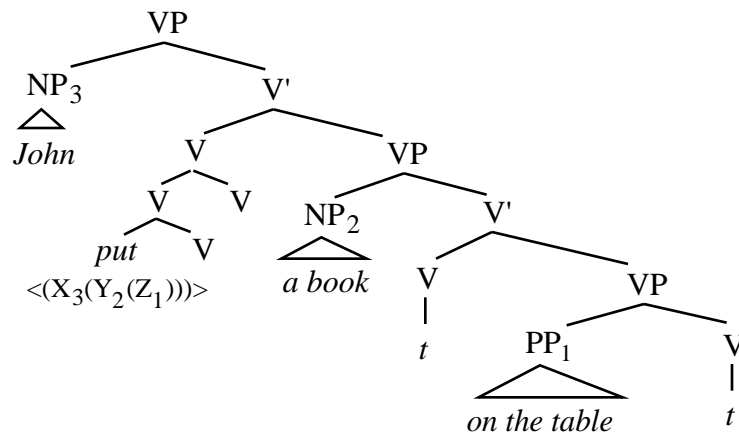 VP
NP3 V'
John V VP
V V NP2 V'
put V a book V VP
<(X3(Y2(Z1)))> t PP1 V
on the table t